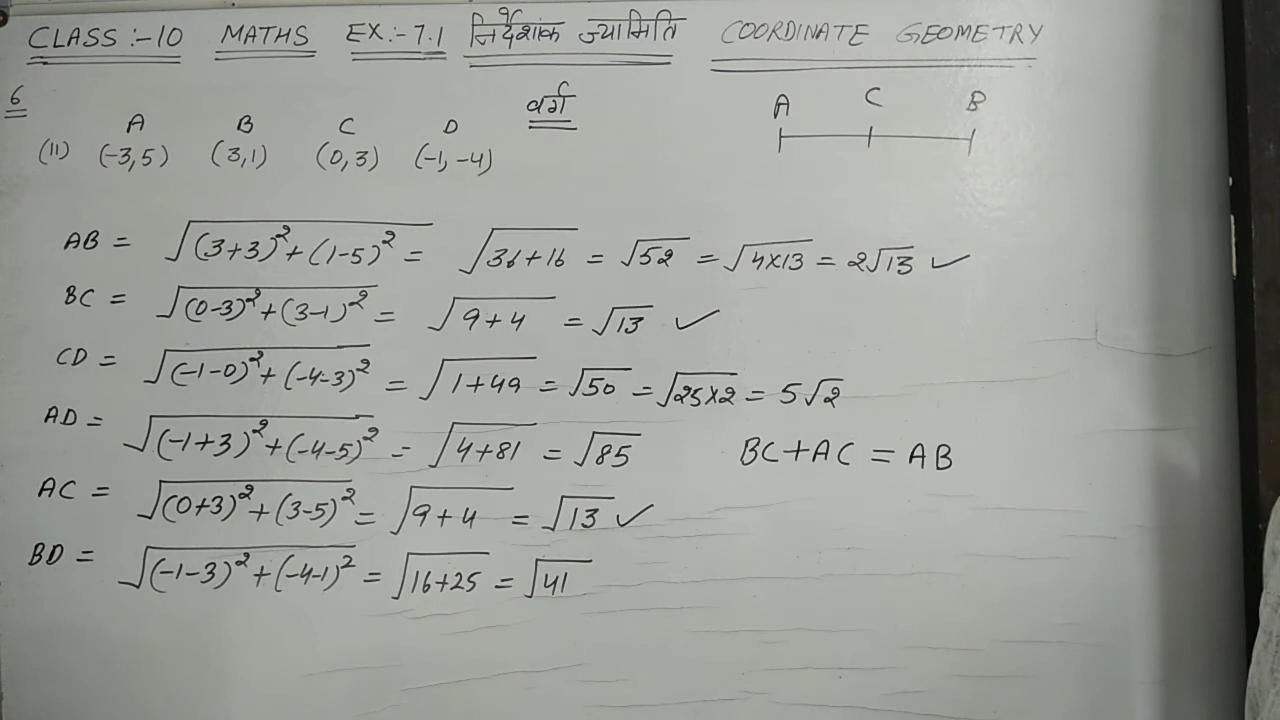 CLASS :- 10 MATHS EX :- 7.1 निर्देशांक ज्यामिति COORDINATE GEOMETRY
6 वर्ग
A C B
A B C D
(11) (-3,5) (3,1) (0,3) (-1,-4)
AB = √(3+3)²+(1-5)² = √36+16 = √52 = √4×13 = 2√13 ✓
BC = √(0-3)²+(3-1)² = √9+4 = √13 ✓
CD = √(-1-0)²+(-4-3)² = √1+49 = √50 = √25×2 = 5√2
AD = √(-1+3)²+(-4-5)² = √4+81 = √85 BC+AC = AB
AC = √(0+3)²+(3-5)² = √9+4 = √13 ✓
BD = √(-1-3)²+(-4-1)² = √16+25 = √41